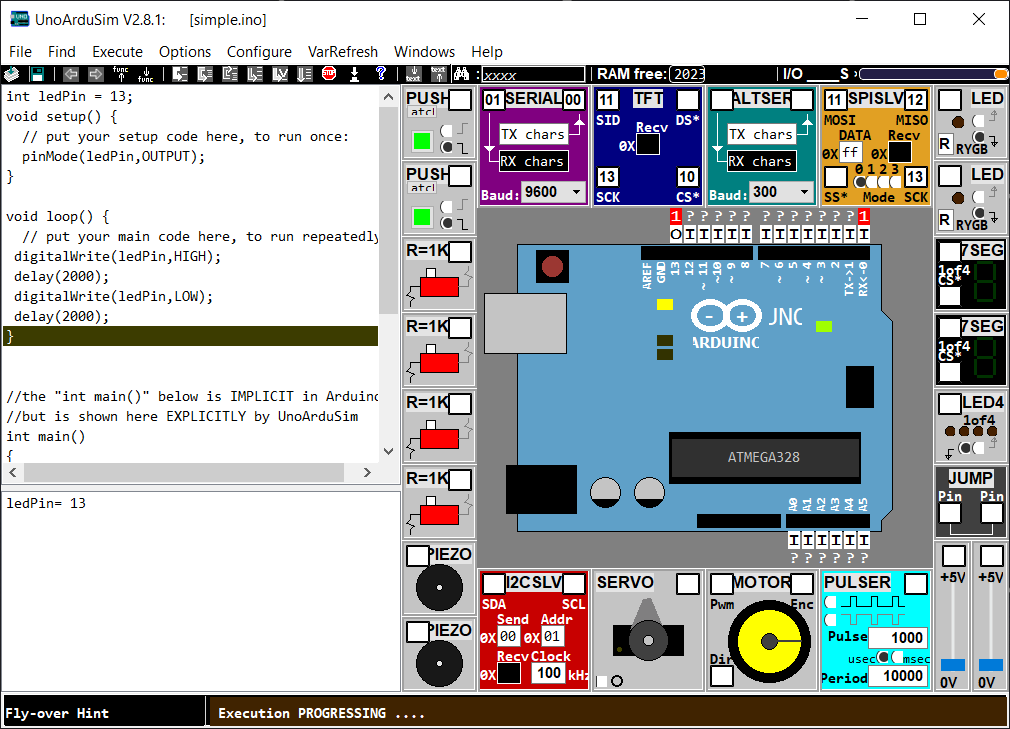 UnoArduSim V2.8.1: [simple.ino]
File Find Execute Options Configure VarRefresh Windows Help
func func STOP ? text text : xxxx RAM free: 2023 I/O ____S
int ledPin = 13;
void setup() {
// put your setup code here, to run once:
pinMode(ledPin,OUTPUT);
}
void loop() {
// put your main code here, to run repeatedly
digitalWrite(ledPin,HIGH);
delay(2000);
digitalWrite(ledPin,LOW);
delay(2000);
}
//the "int main()" below is IMPLICIT in Arduino
//but is shown here EXPLICITLY by UnoArduSim
int main()
{
ledPin= 13
PUSH
atcl
PUSH
atcl
R=1K
R=1K
R=1K
R=1K
PIEZO
PIEZO
01 SERIAL 00
TX chars
RX chars
Baud: 9600
11 TFT
SID DS*
Recv
0X
13 10
SCK CS*
ALTSER
TX chars
RX chars
Baud: 300
11 SPISLV 12
MOSI MISO
DATA Recv
0X ff 0X
0 1 2 3
13
SS* Mode SCK
LED
R RYGB
LED
R RYGB
7SEG
1of4
CS*
7SEG
1of4
CS*
LED4
1of4
JUMP
Pin Pin
+5V +5V
0V 0V
1 ? ? ? ? ? ? ? ? ? ? ? ? 1
O I I I I I I I I I I I I I
AREF GND 13 12 ~11 ~10 ~9 8 7 ~6 ~5 4 ~3 2 TX->1 RX<-0
UNO
ARDUINO
ATMEGA328
A0 A1 A2 A3 A4 A5
I I I I I I
? ? ? ? ? ?
I2CSLV
SDA SCL
Send Addr
0X 00 0X 01
Recv Clock
0X 100 kHz
SERVO
MOTOR
Pwm Enc
Dir
PULSER
Pulse 1000
usec msec
Period 10000
Fly-over Hint
Execution PROGRESSING ....